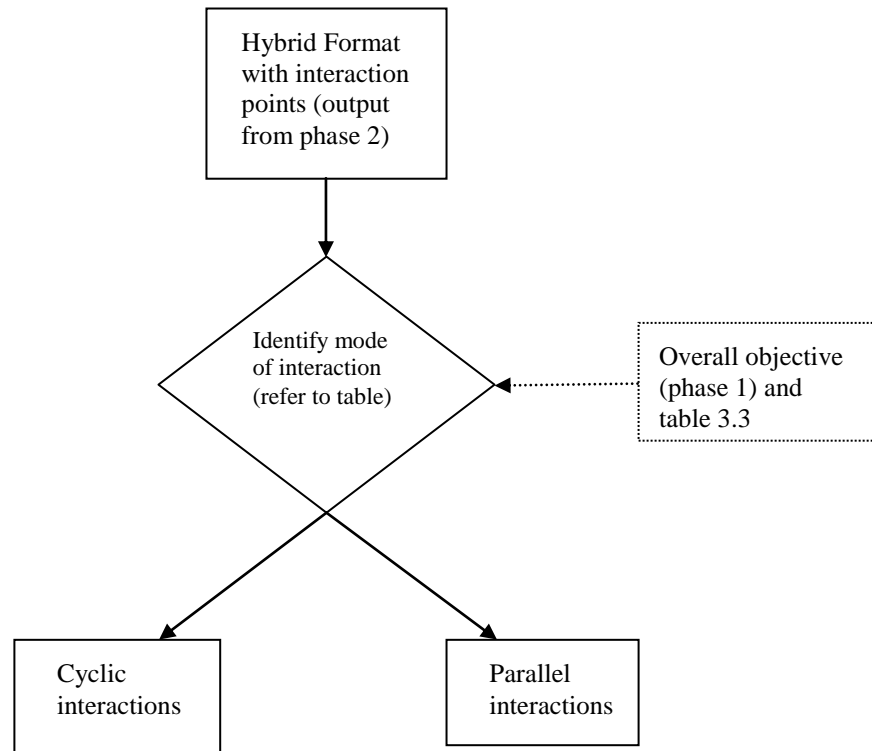 Hybrid Format
with interaction
points (output
from phase 2)
Identify mode
of interaction
(refer to table)
Overall objective
(phase 1) and
table 3.3
Cyclic
interactions
Parallel
interactions